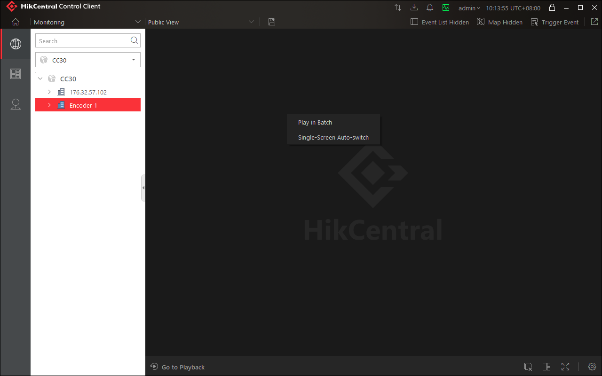 HikCentral Control Client
admin
10:13:55 UTC+08:00
Monitoring
Public View
Event List Hidden
Map Hidden
Trigger Event
Search
CC30
CC30
176.32.57.102
Encoder 1
Play in Batch
Single-Screen Auto-switch
HikCentral
Go to Playback